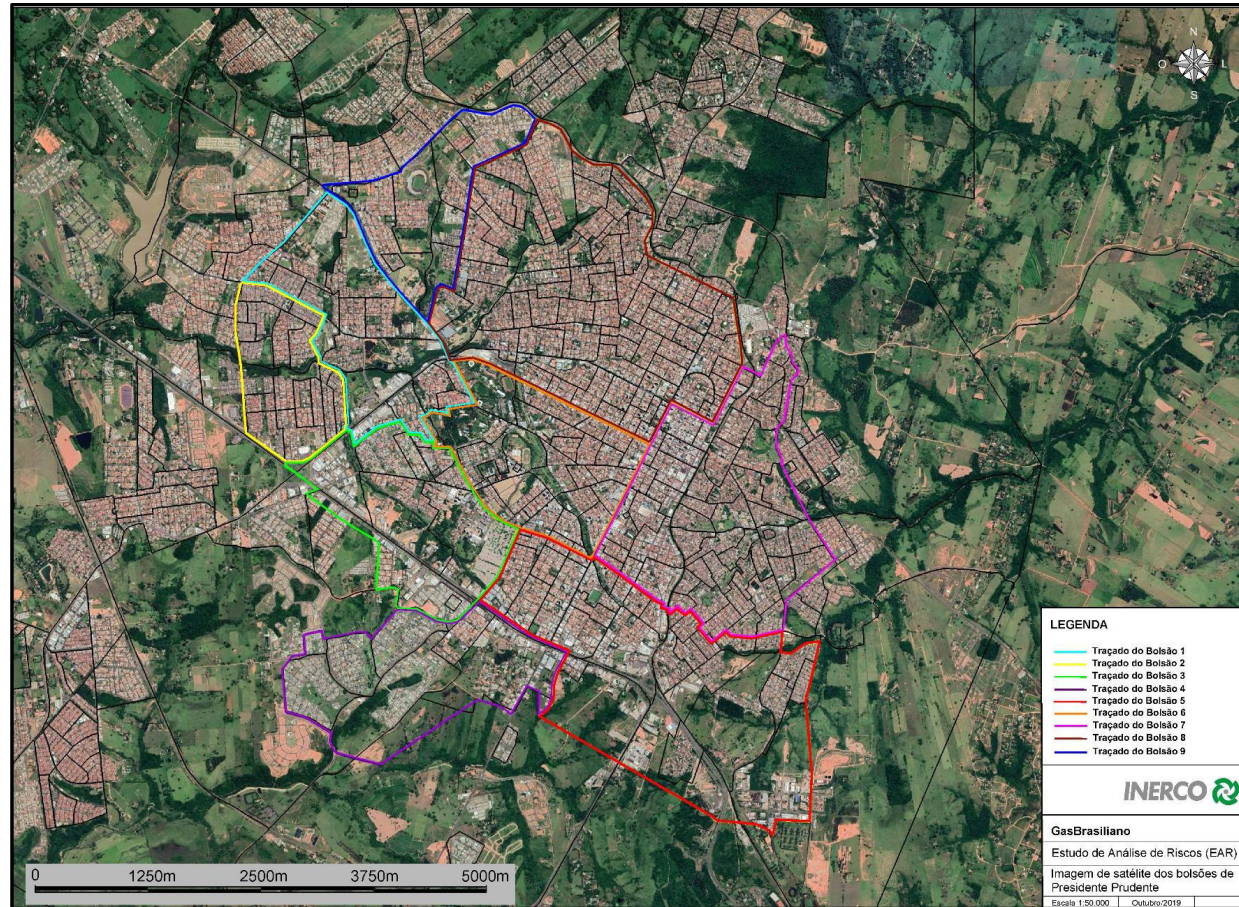 N
O L
S
LEGENDA
Traçado do Bolsão 1
Traçado do Bolsão 2
Traçado do Bolsão 3
Traçado do Bolsão 4
Traçado do Bolsão 5
Traçado do Bolsão 6
Traçado do Bolsão 7
Traçado do Bolsão 8
Traçado do Bolsão 9
INERCO
GasBrasiliano
Estudo de Análise de Riscos (EAR)
Imagem de satélite dos bolsões de
Presidente Prudente
Escala 1:50.000 Outubro/2019
0 1250m 2500m 3750m 5000m